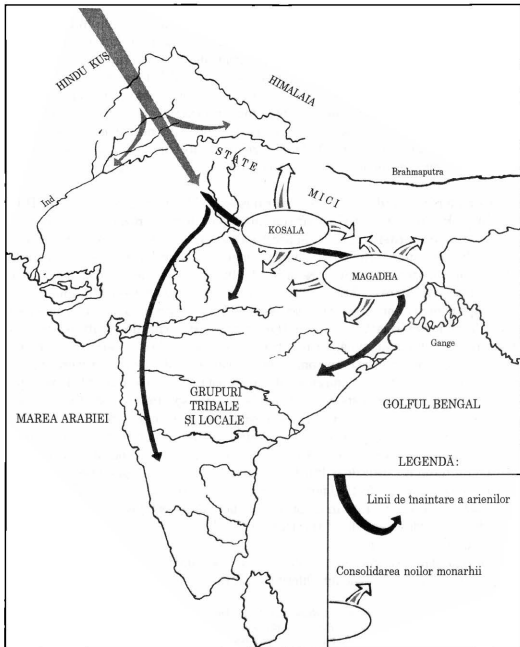 HINDU KUȘ
HIMALAIA
STATE
MICI
Brahmaputra
Ind
KOSALA
MAGADHA
Gange
GRUPURI
TRIBALE
ȘI LOCALE
MAREA ARABIEI
GOLFUL BENGAL
LEGENDĂ:
Linii de înaintare a arienilor
Consolidarea noilor monarhii